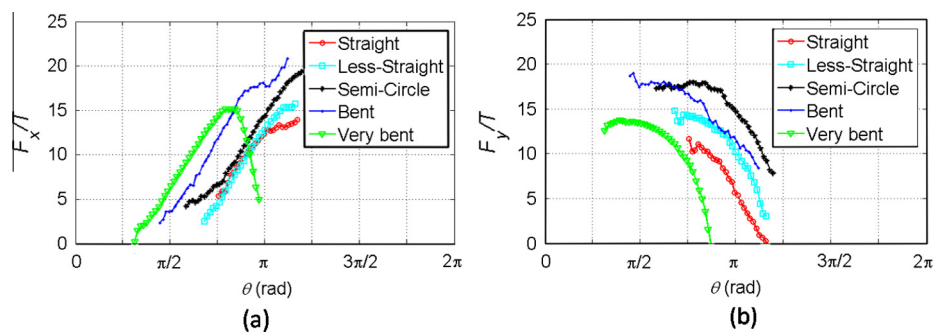 25
20
15
10
5
0
F_x/T
Straight
Less-Straight
Semi-Circle
Bent
Very bent
0 π/2 π 3π/2 2π
θ (rad)
(a)
25
20
15
10
5
0
F_y/T
Straight
Less-Straight
Semi-Circle
Bent
Very bent
0 π/2 π 3π/2 2π
θ (rad)
(b)